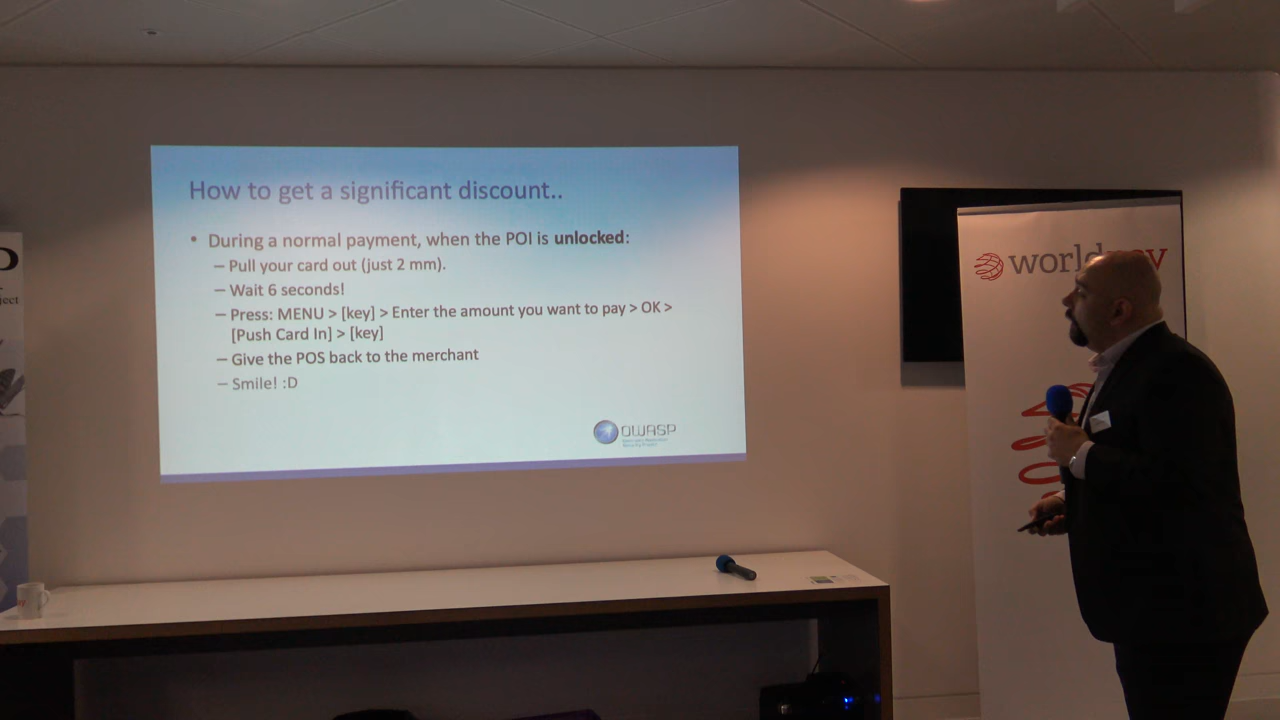 How to get a significant discount..
• During a normal payment, when the POI is unlocked:
– Pull your card out (just 2 mm).
– Wait 6 seconds!
– Press: MENU > [key] > Enter the amount you want to pay > OK >
[Push Card In] > [key]
– Give the POS back to the merchant
– Smile! :D
OWASP
worldpay
ject